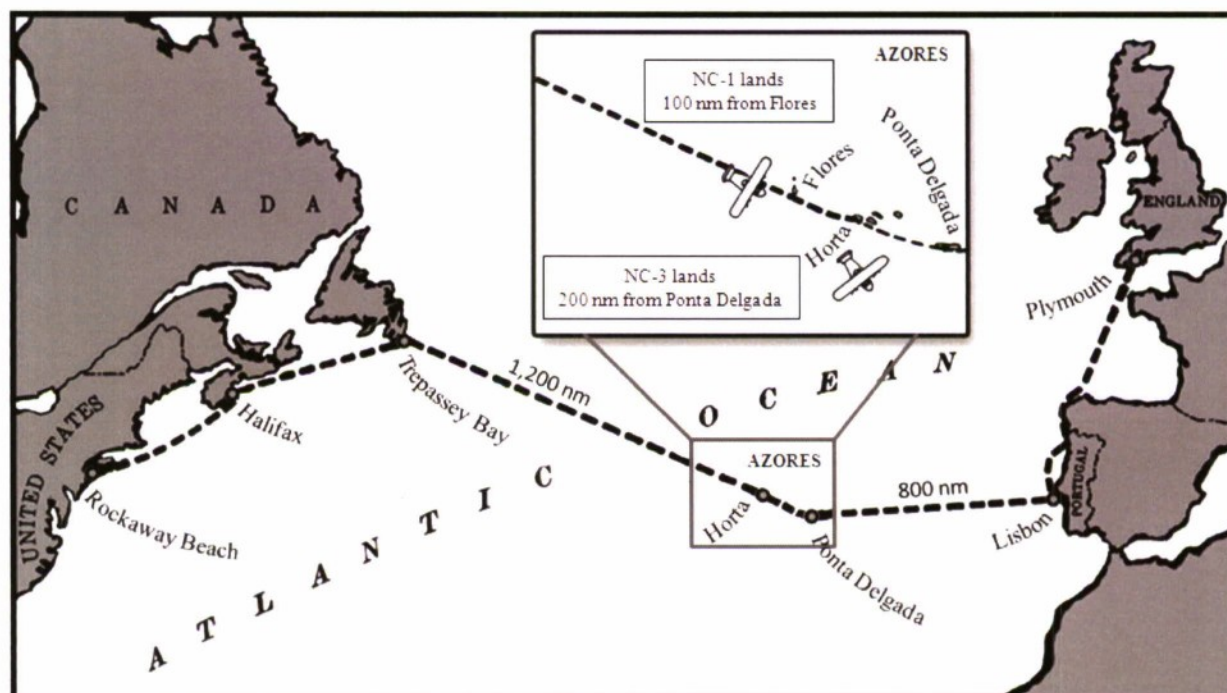 AZORES
NC-1 lands
100 nm from Flores
Flores
Ponta Delgada
Horta
NC-3 lands
200 nm from Ponta Delgada
CANADA
ENGLAND
Plymouth
OCEAN
1,200 nm
Trepassey Bay
Halifax
UNITED STATES
Rockaway Beach
AZORES
Horta
Ponta Delgada
800 nm
Lisbon
PORTUGAL
ATLANTIC